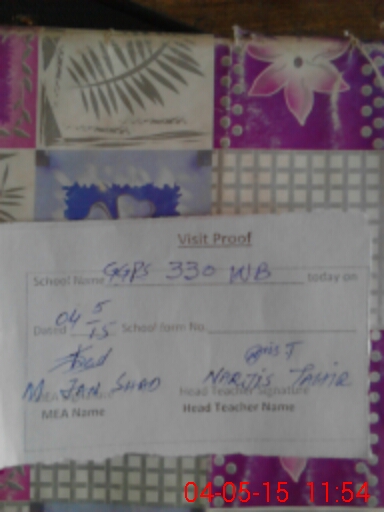 Visit Proof
School Name GGPS 330 WB today on
Dated 04 5 15 School form No.
M. JAN SHAD NARJIS TAHIR
Head Teacher Signature
MEA Name Head Teacher Name
04-05-15 11:54